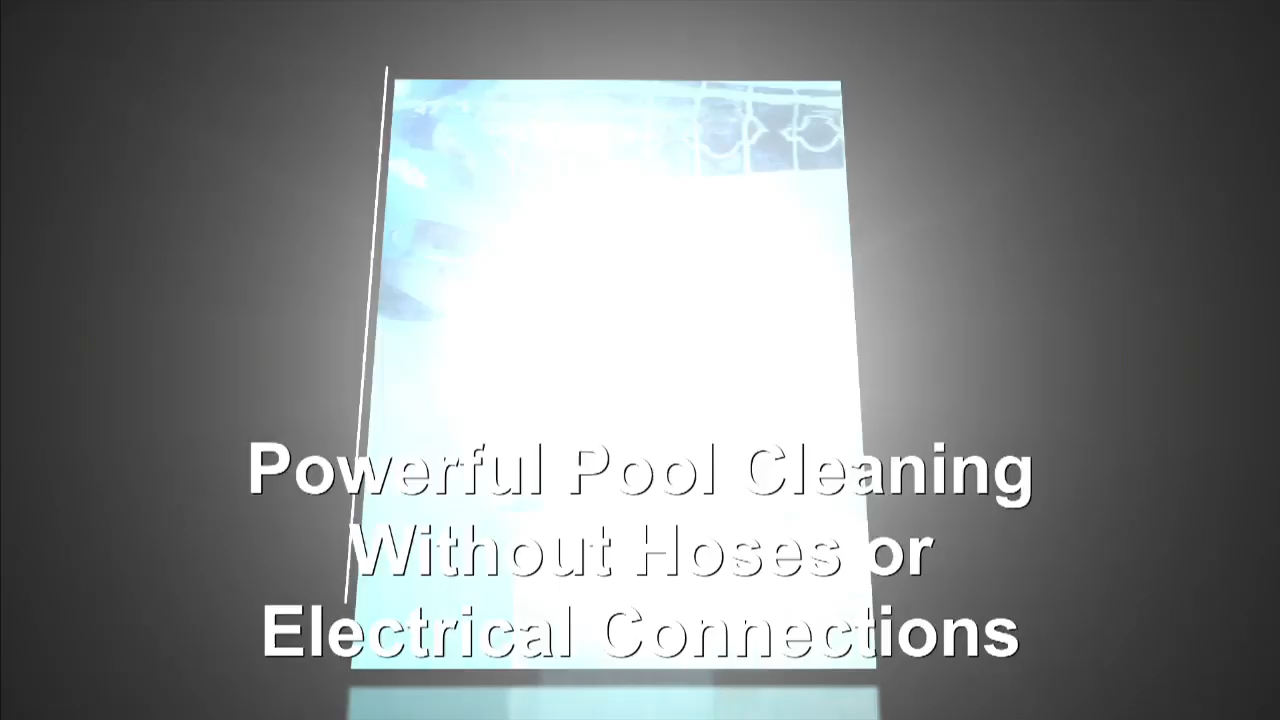 Powerful Pool Cleaning
Without Hoses or
Electrical Connections